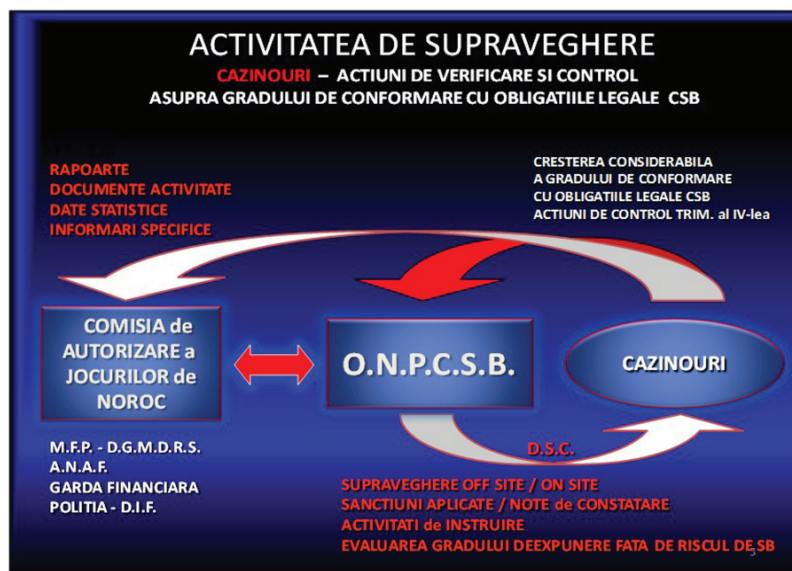 ACTIVITATEA DE SUPRAVEGHERE
CAZINOURI – ACTIUNI DE VERIFICARE SI CONTROL
ASUPRA GRADULUI DE CONFORMARE CU OBLIGATIILE LEGALE CSB
RAPOARTE
DOCUMENTE ACTIVITATE
DATE STATISTICE
INFORMARI SPECIFICE
CRESTEREA CONSIDERABILA
A GRADULUI DE CONFORMARE
CU OBLIGATIILE LEGALE CSB
ACTIUNI DE CONTROL TRIM. al IV-lea
COMISIA de
AUTORIZARE a
JOCURILOR de
NOROC
O.N.P.C.S.B.
CAZINOURI
M.F.P. - D.G.M.D.R.S.
A.N.A.F.
GARDA FINANCIARA
POLITIA - D.I.F.
D.S.C.
SUPRAVEGHERE OFF SITE / ON SITE
SANCTIUNI APLICATE / NOTE de CONSTATARE
ACTIVITATI de INSTRUIRE
EVALUAREA GRADULUI DEEXPUNERE FATA DE RISCUL DE SB
5